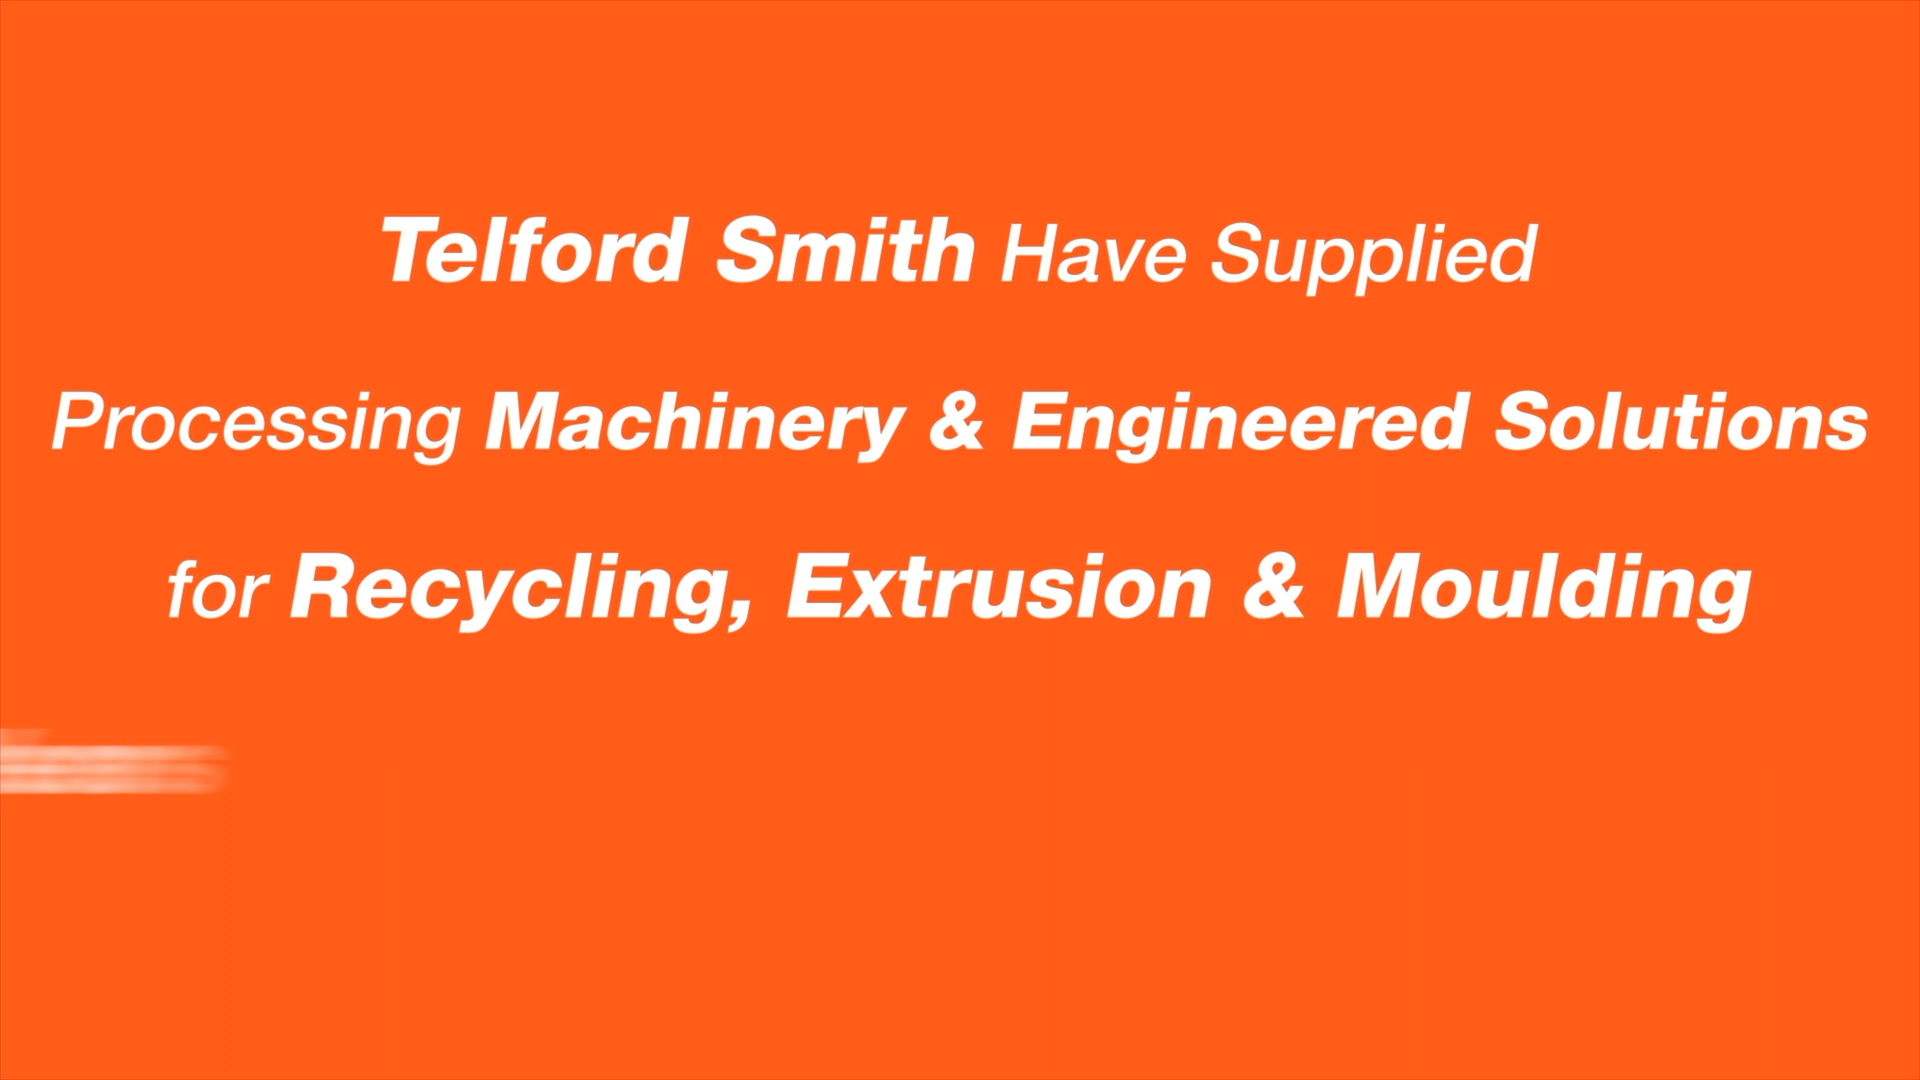 Telford Smith Have Supplied
Processing Machinery & Engineered Solutions
for Recycling, Extrusion & Moulding